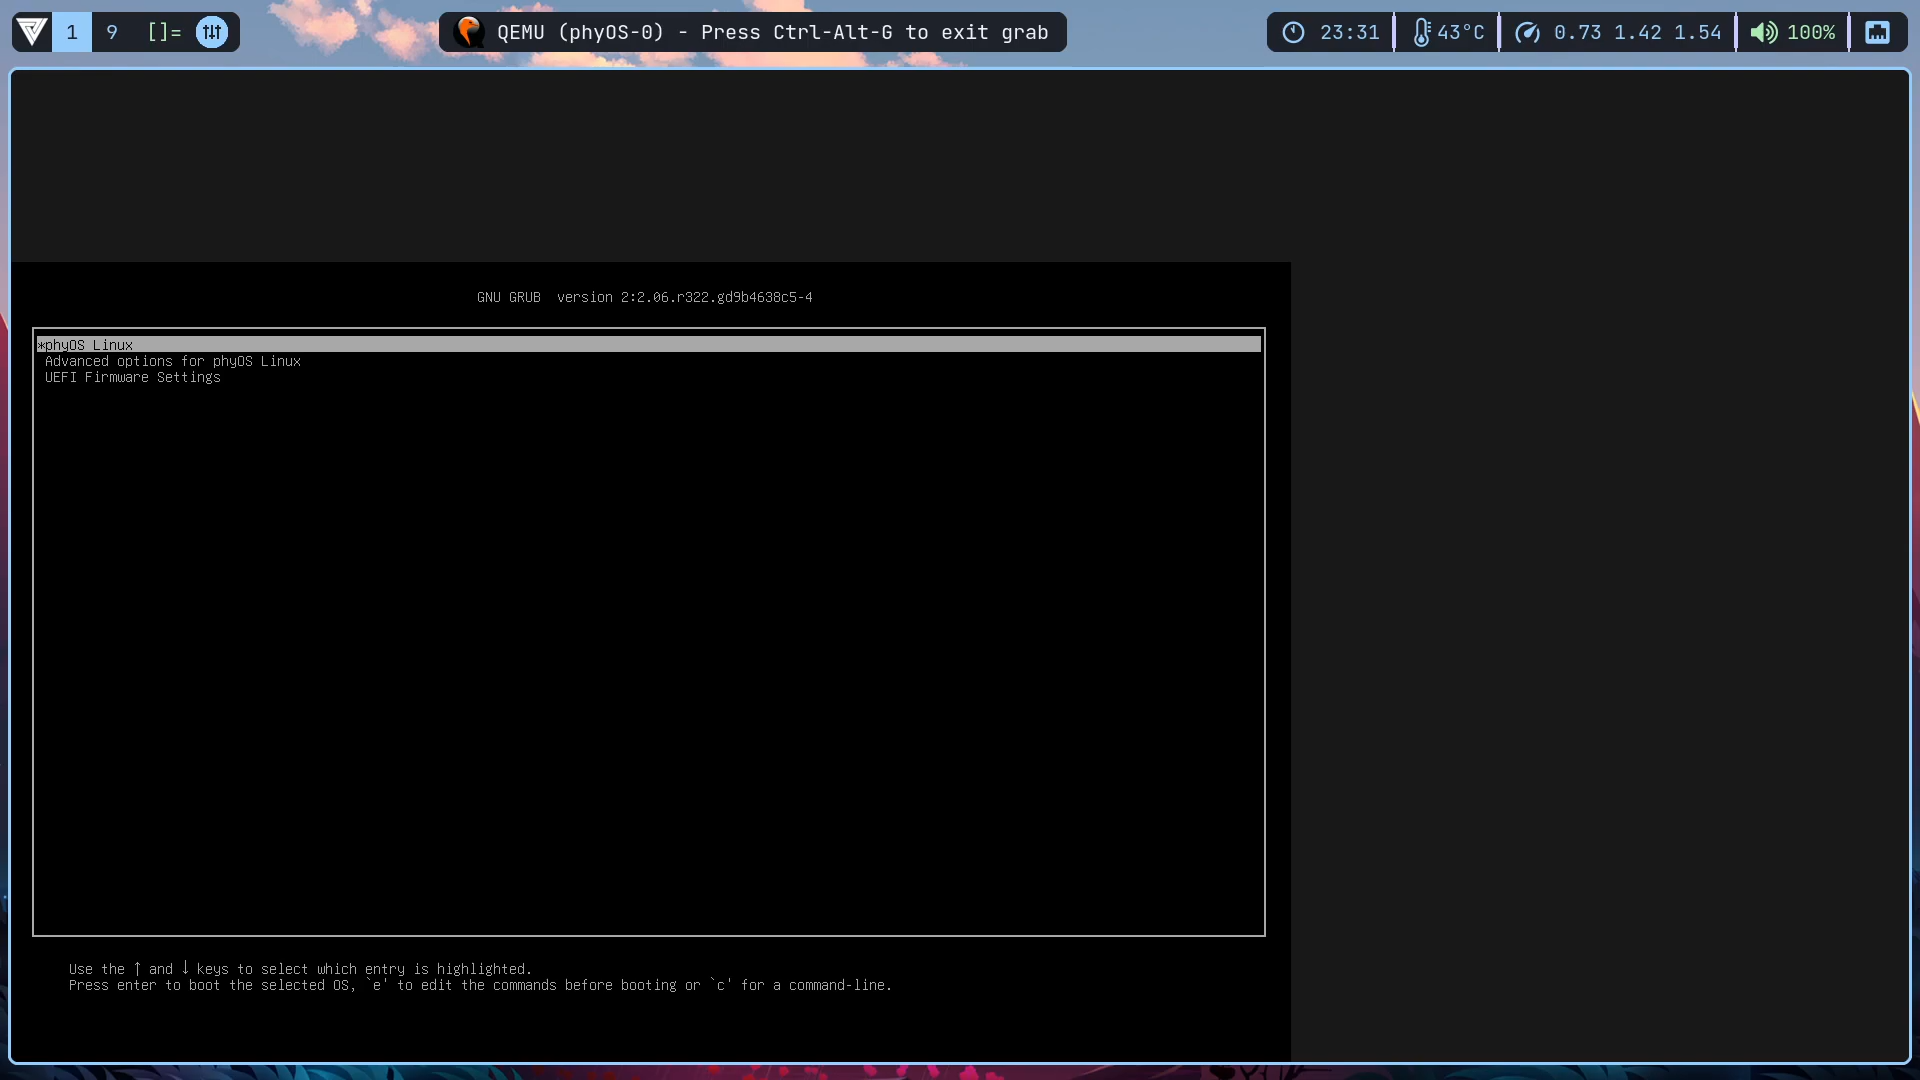 1 9 []= QEMU (phyOS-0) - Press Ctrl-Alt-G to exit grab 23:31 43°C 0.73 1.42 1.54 100%
GNU GRUB  version 2:2.06.r322.gd9b4638c5-4
*phyOS Linux
Advanced options for phyOS Linux
UEFI Firmware Settings
Use the ↑ and ↓ keys to select which entry is highlighted.
Press enter to boot the selected OS, `e' to edit the commands before booting or `c' for a command-line.